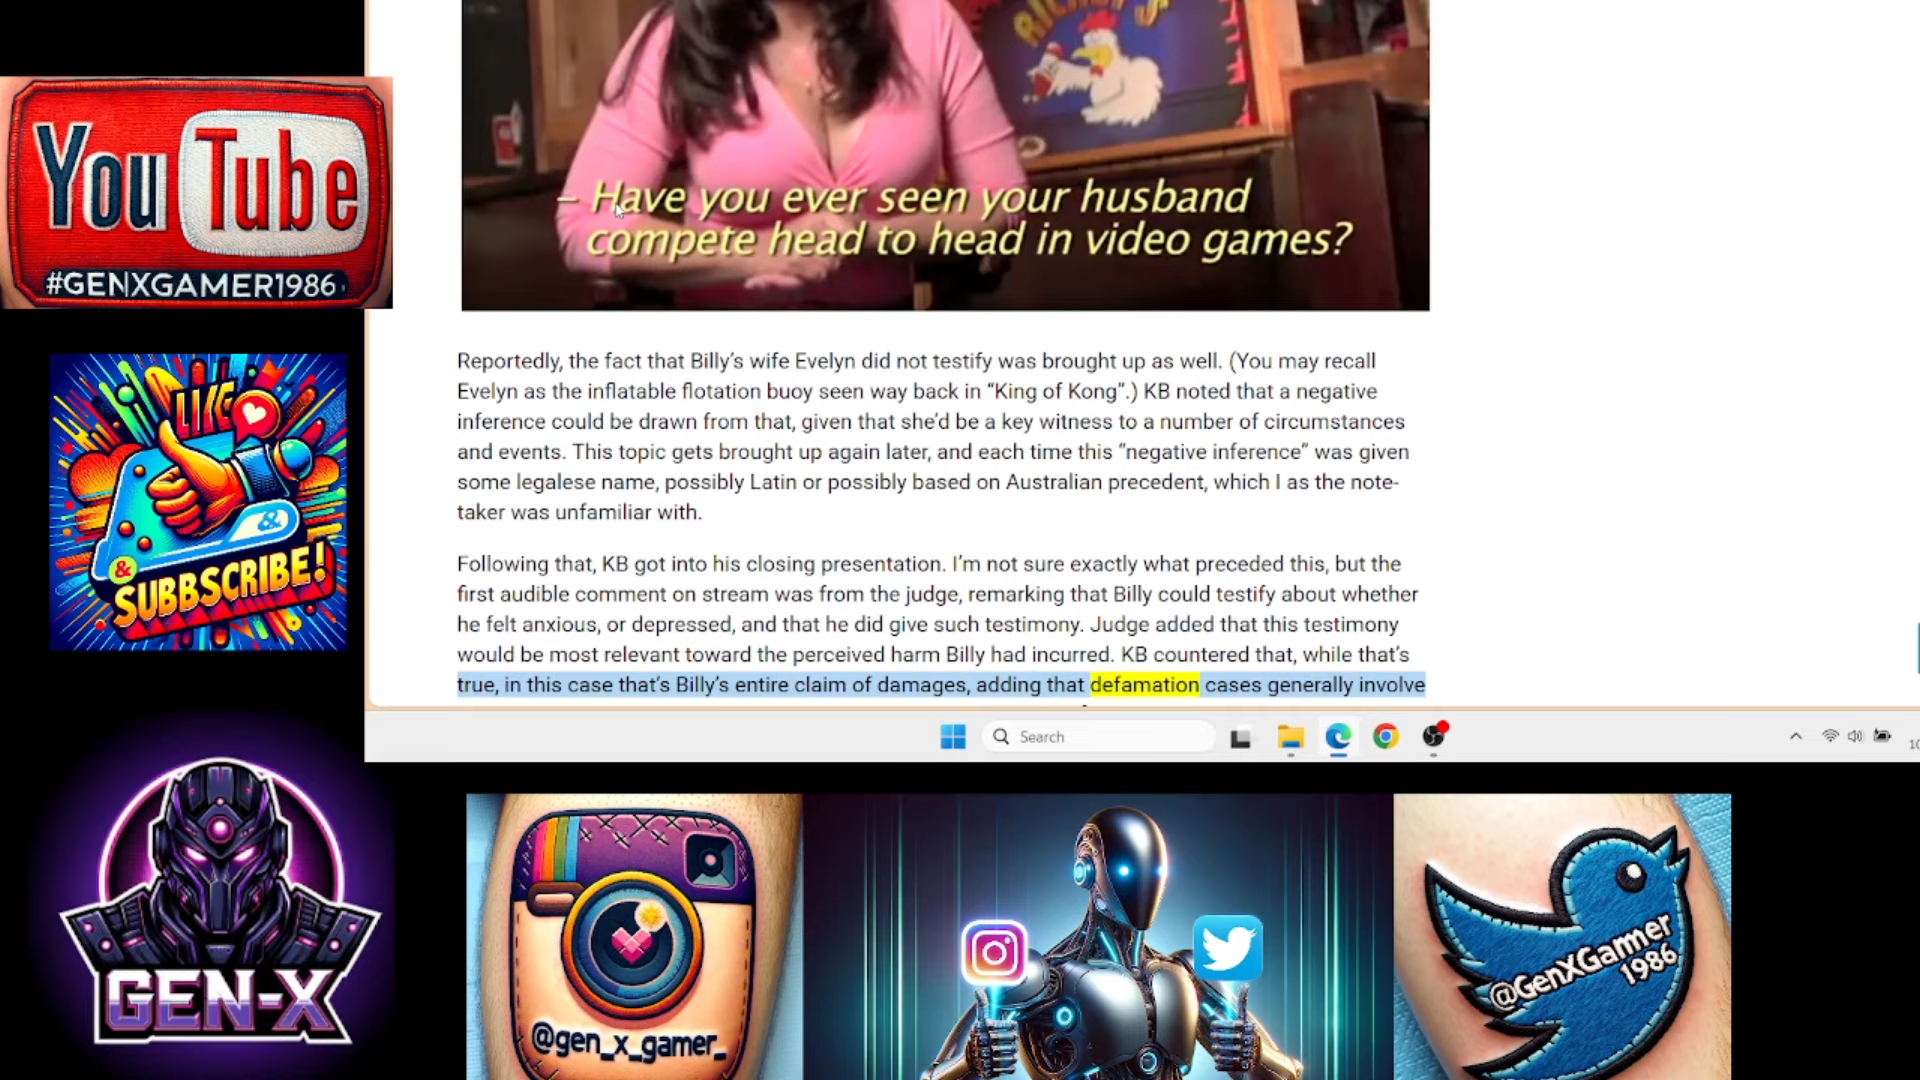 RICKEY'S
– Have you ever seen your husband
compete head to head in video games?
YouTube
#GENXGAMER1986
LIKE
&
& SUBBSCRIBE!
Reportedly, the fact that Billy’s wife Evelyn did not testify was brought up as well. (You may recall
Evelyn as the inflatable flotation buoy seen way back in “King of Kong”.) KB noted that a negative
inference could be drawn from that, given that she’d be a key witness to a number of circumstances
and events. This topic gets brought up again later, and each time this “negative inference” was given
some legalese name, possibly Latin or possibly based on Australian precedent, which I as the note-
taker was unfamiliar with.
Following that, KB got into his closing presentation. I’m not sure exactly what preceded this, but the
first audible comment on stream was from the judge, remarking that Billy could testify about whether
he felt anxious, or depressed, and that he did give such testimony. Judge added that this testimony
would be most relevant toward the perceived harm Billy had incurred. KB countered that, while that’s
true, in this case that’s Billy’s entire claim of damages, adding that defamation cases generally involve
Search
10
GEN-X
@gen_x_gamer_
@GenXGamer
1986